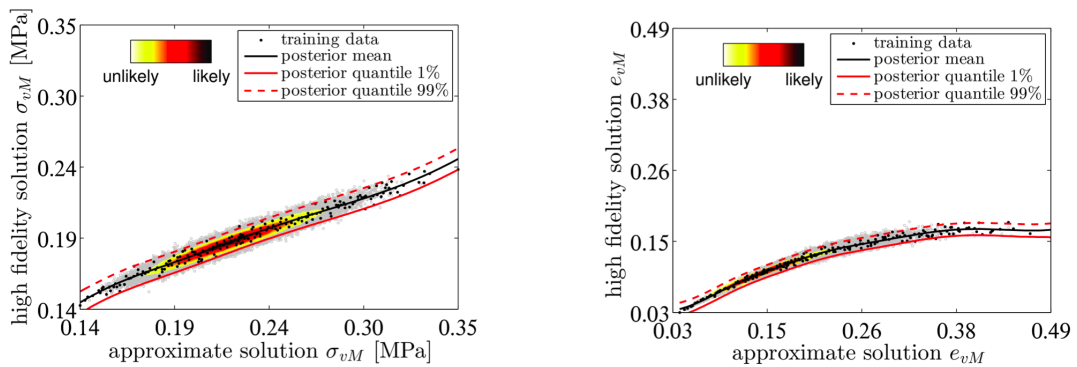 0.35
0.30
0.24
0.19
0.14
high fidelity solution σ_vM [MPa]
unlikely likely
training data
posterior mean
posterior quantile 1%
posterior quantile 99%
0.14 0.19 0.24 0.30 0.35
approximate solution σ_vM [MPa]
0.49
0.38
0.26
0.15
0.03
high fidelity solution e_vM
unlikely likely
training data
posterior mean
posterior quantile 1%
posterior quantile 99%
0.03 0.15 0.26 0.38 0.49
approximate solution e_vM